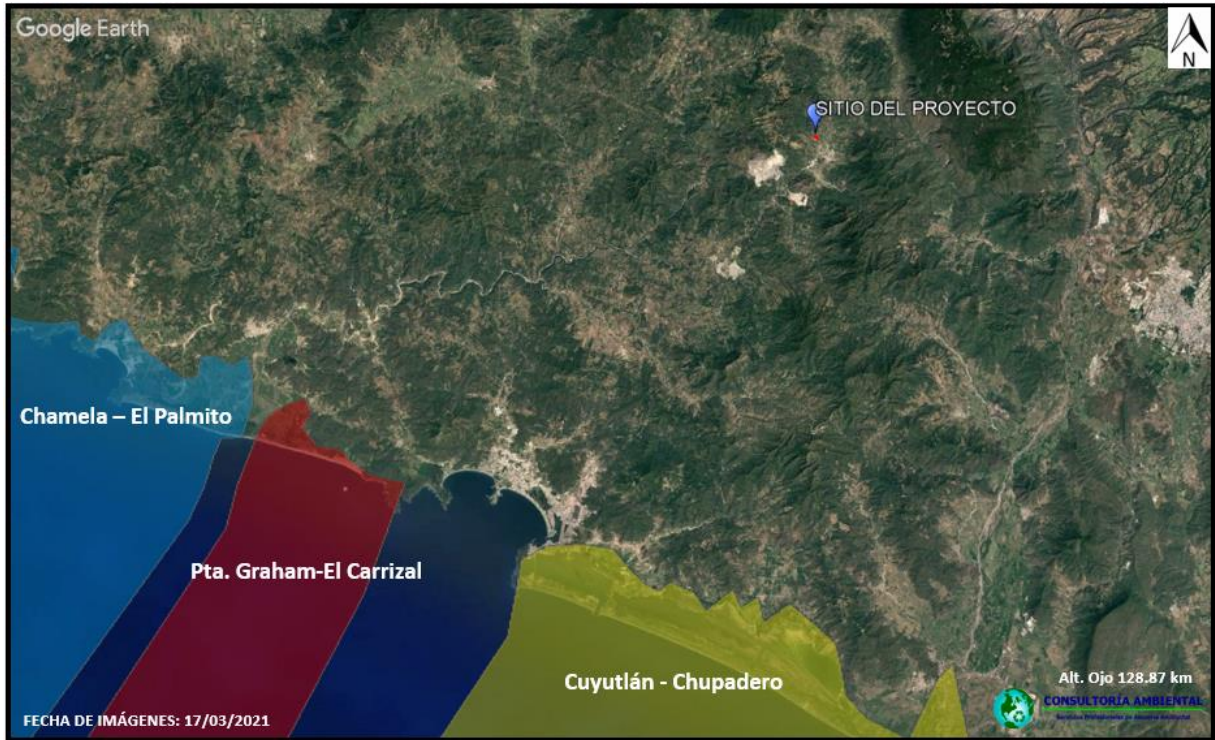 Google Earth
N
SITIO DEL PROYECTO
Chamela – El Palmito
Pta. Graham-El Carrizal
Cuyutlán - Chupadero
Alt. Ojo 128.87 km
CONSULTORÍA AMBIENTAL
FECHA DE IMÁGENES: 17/03/2021